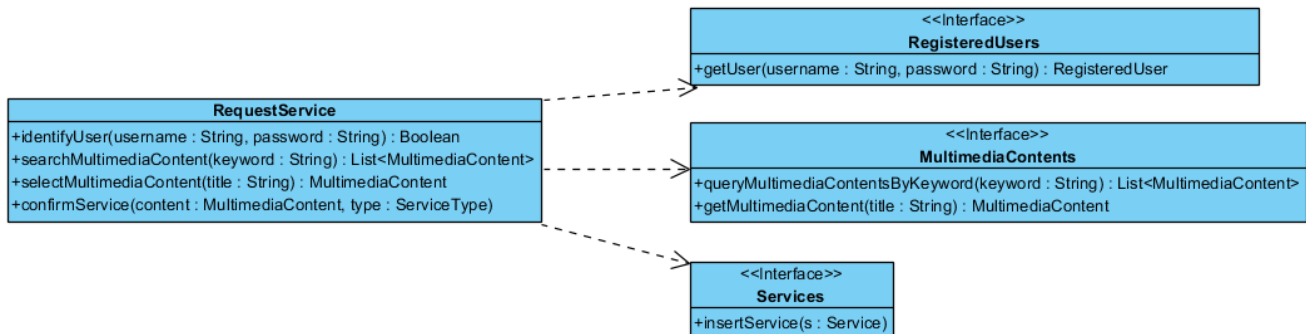 RequestService
+identifyUser(username : String, password : String) : Boolean
+searchMultimediaContent(keyword : String) : List<MultimediaContent>
+selectMultimediaContent(title : String) : MultimediaContent
+confirmService(content : MultimediaContent, type : ServiceType)
<<Interface>>
RegisteredUsers
+getUser(username : String, password : String) : RegisteredUser
<<Interface>>
MultimediaContents
+queryMultimediaContentsByKeyword(keyword : String) : List<MultimediaContent>
+getMultimediaContent(title : String) : MultimediaContent
<<Interface>>
Services
+insertService(s : Service)